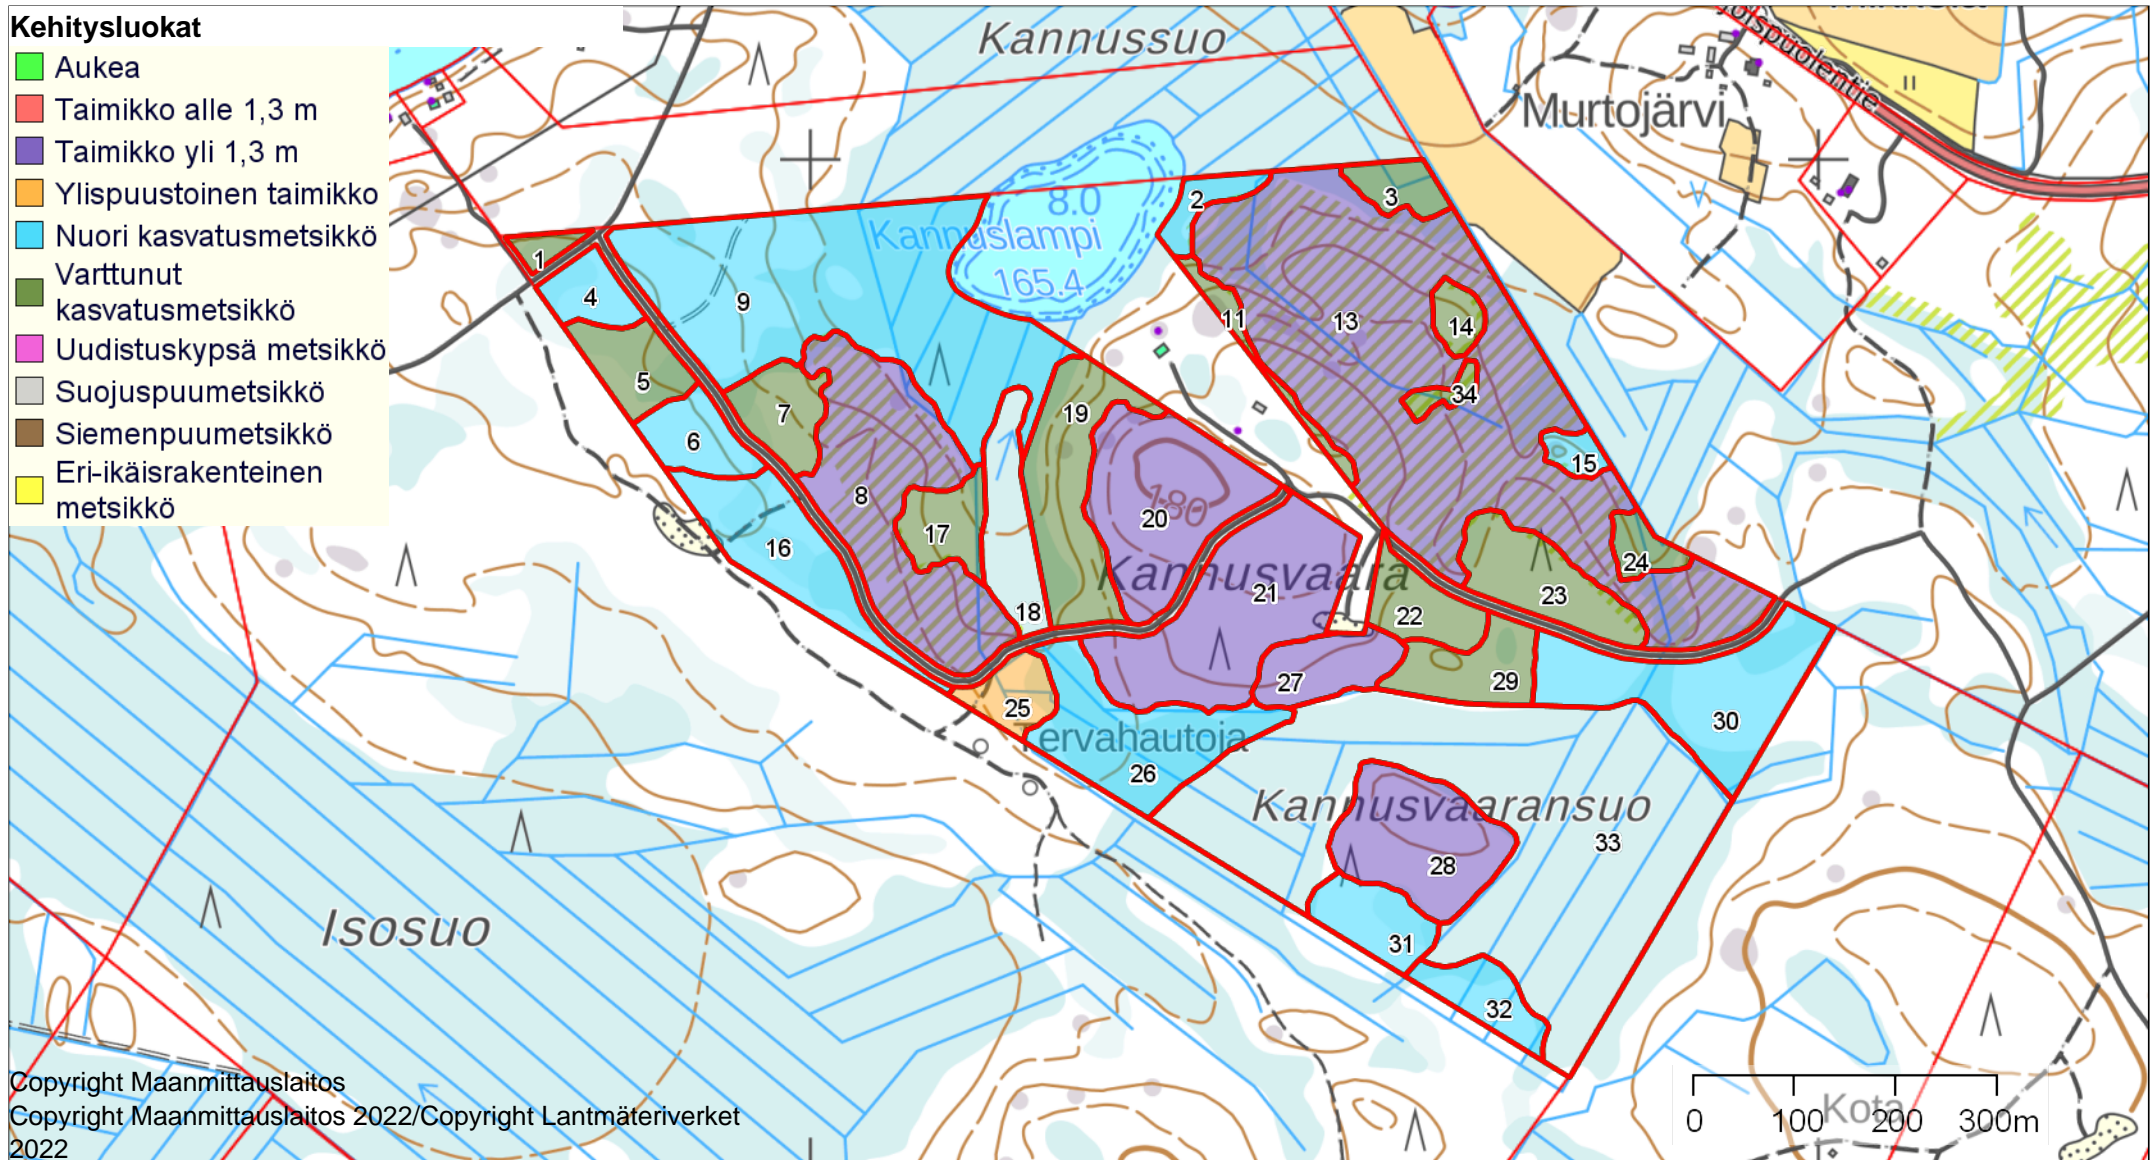 Kehitysluokat
Aukea
Taimikko alle 1,3 m
Taimikko yli 1,3 m
Ylispuustoinen taimikko
Nuori kasvatusmetsikkö
Varttunut
kasvatusmetsikkö
Uudistuskypsä metsikkö
Suojuspuumetsikkö
Siemenpuumetsikkö
Eri-ikäisrakenteinen
metsikkö
Kannussuo
Murtojärvi
8.0
Kannuslampi
165.4
1
2
3
4
5
6
7
8
9
11
13
14
34
15
16
17
18
19
20
180
Kannusvaara
21
22
23
24
25
Tervahautoja
26
27
28
29
30
Kannusvaaransuo
31
32
33
Isosuo
Kota
0 100 200 300m
Copyright Maanmittauslaitos
Copyright Maanmittauslaitos 2022/Copyright Lantmäteriverket
2022